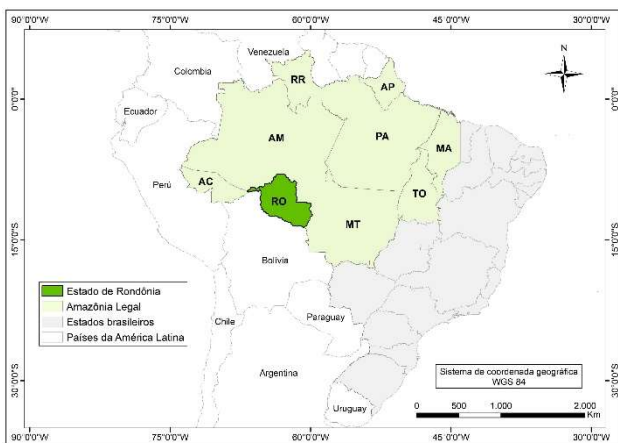 90°0'0"W 75°0'0"W 60°0'0"W 45°0'0"W 30°0'0"W
Venezuela
N
Colombia
RR
AP
0°0'0" 0°0'0"
Ecuador
AM
PA
MA
Perú
AC
TO
RO
MT
15°0'0"S 15°0'0"S
Bolívia
Estado de Rondônia
Amazônia Legal
Estados brasileiros
Países da América Latina
Paraguay
Chile
Argentina
Sistema de coordenada geográfica
WGS 84
30°0'0"S 30°0'0"S
Uruguay
0 500 1.000 2.000
Km
90°0'0"W 75°0'0"W 60°0'0"W 45°0'0"W 30°0'0"W